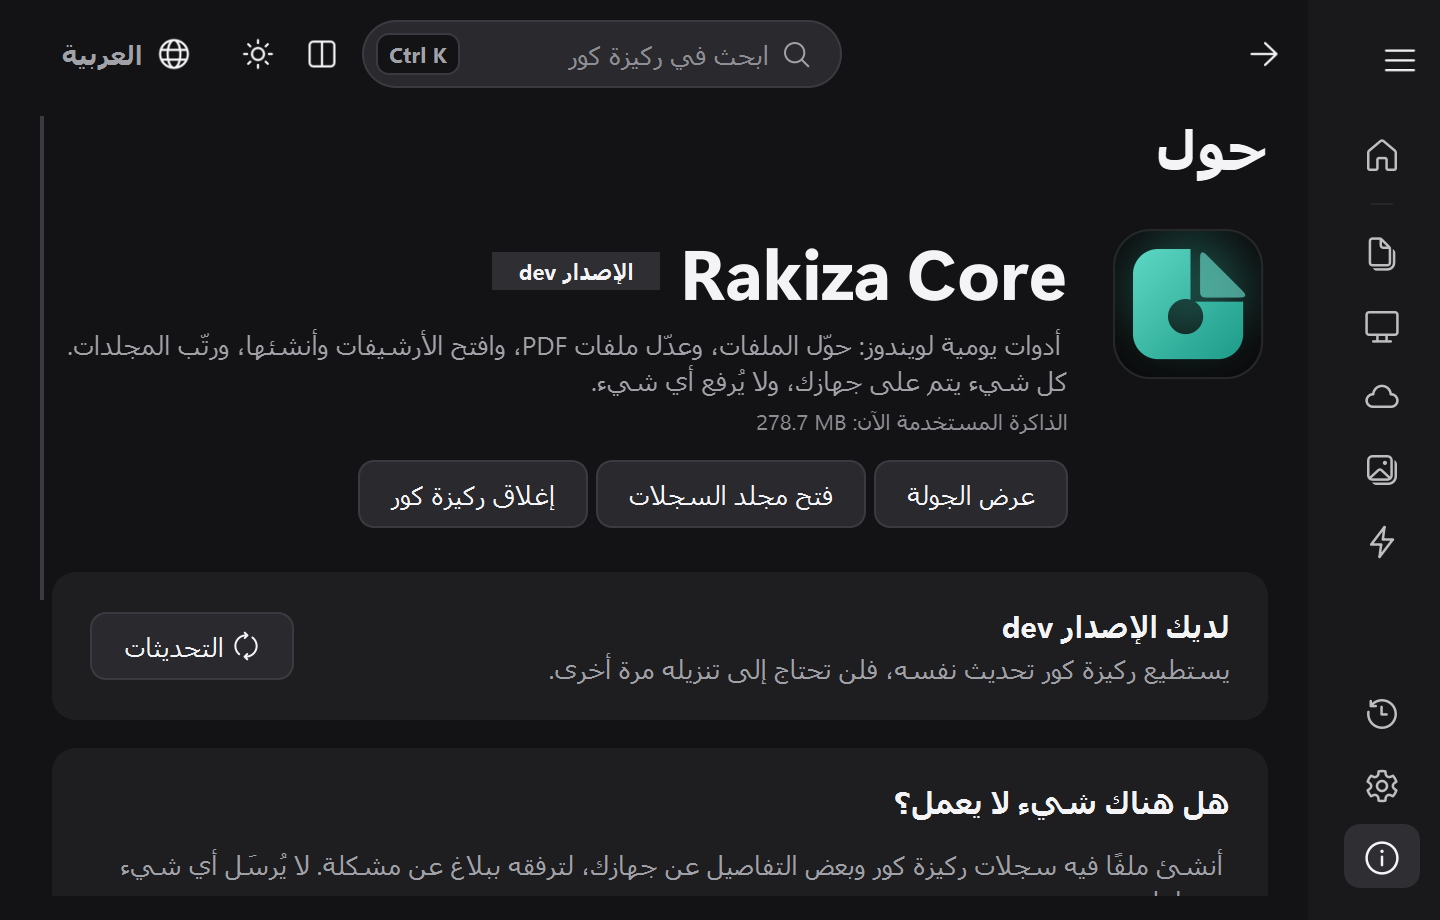 ابحث في ركيزة كور
Ctrl K
العربية
حول
Rakiza Core
الإصدار dev
أدوات يومية لويندوز: حوّل الملفات، وعدّل ملفات PDF، وافتح الأرشيفات وأنشئها، ورتّب المجلدات.
كل شيء يتم على جهازك، ولا يُرفع أي شيء.
الذاكرة المستخدمة الآن: 278.7 MB
عرض الجولة
فتح مجلد السجلات
إغلاق ركيزة كور
لديك الإصدار dev
يستطيع ركيزة كور تحديث نفسه، فلن تحتاج إلى تنزيله مرة أخرى.
التحديثات
هل هناك شيء لا يعمل؟
أنشئ ملفًا فيه سجلات ركيزة كور وبعض التفاصيل عن جهازك، لترفقه ببلاغ عن مشكلة. لا يُرسَل أي شيء